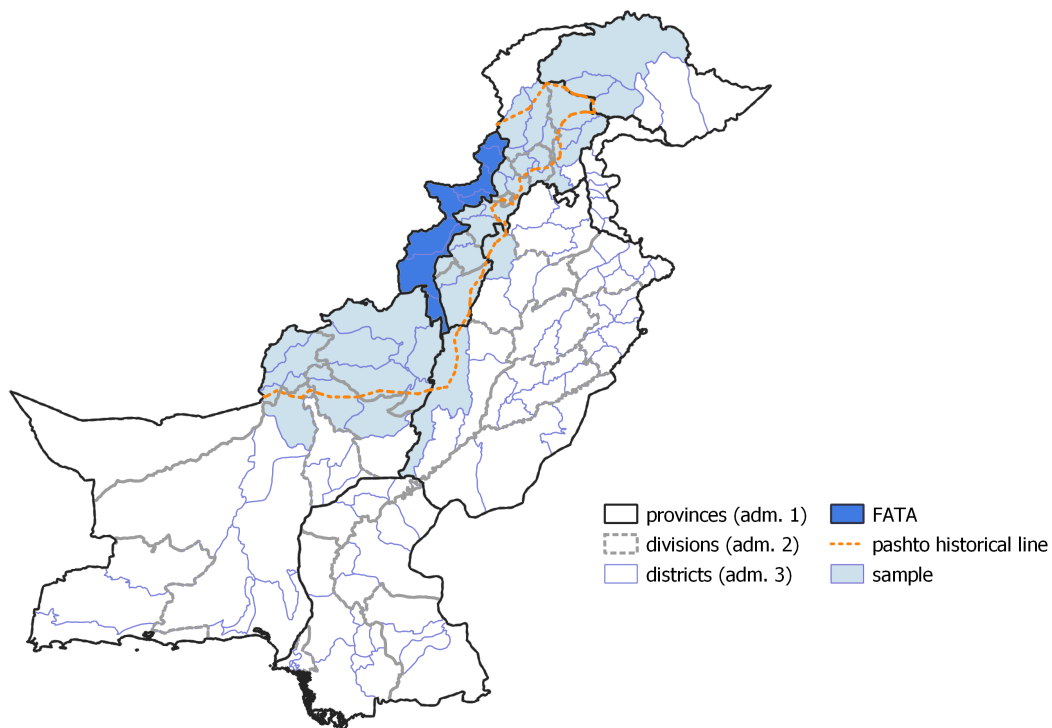 provinces (adm. 1)
FATA
divisions (adm. 2)
pashto historical line
districts (adm. 3)
sample